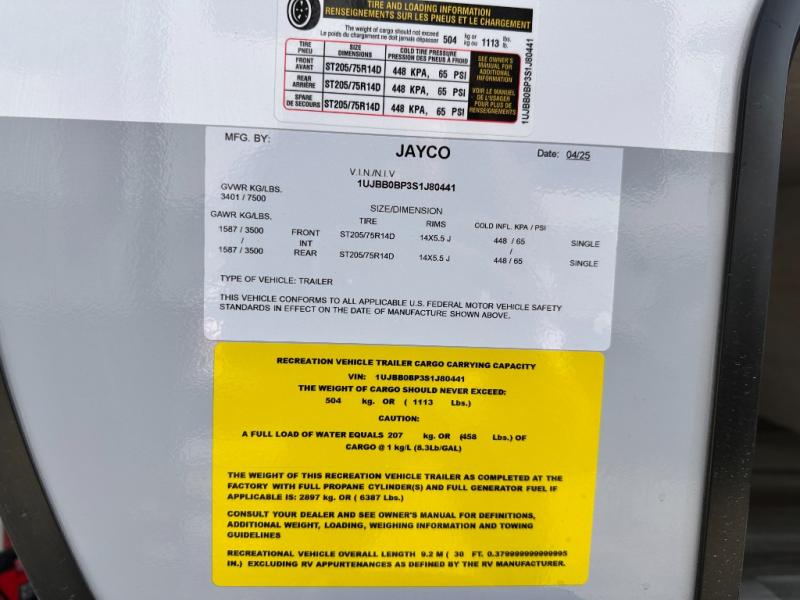 TIRE AND LOADING INFORMATION
RENSEIGNEMENTS SUR LES PNEUS ET LE CHARGEMENT
The weight of cargo should not exceed
Le poids du chargement ne doit jamais dépasser 504 kg or kg ou 1113 lbs. lb.
TIRE PNEU SIZE DIMENSIONS COLD TIRE PRESSURE PRESSION DES PNEUS À FROID
FRONT AVANT ST205/75R14D 448 KPA, 65 PSI
REAR ARRIÈRE ST205/75R14D 448 KPA, 65 PSI
SPARE DE SECOURS ST205/75R14D 448 KPA, 65 PSI
SEE OWNER'S
MANUAL FOR
ADDITIONAL
INFORMATION
VOIR LE MANUEL
DE L'USAGER
POUR PLUS DE
RENSEIGNEMENTS
1UJBB0BP3S1J80441
MFG. BY: JAYCO Date: 04/25
V.I.N./N.I.V
1UJBB0BP3S1J80441
GVWR KG/LBS.
3401 / 7500
SIZE/DIMENSION
GAWR KG/LBS. TIRE RIMS COLD INFL. KPA / PSI
1587 / 3500 FRONT ST205/75R14D 14X5.5 J 448 / 65 SINGLE
/ INT /
1587 / 3500 REAR ST205/75R14D 14X5.5 J 448 / 65 SINGLE
TYPE OF VEHICLE: TRAILER
THIS VEHICLE CONFORMS TO ALL APPLICABLE U.S. FEDERAL MOTOR VEHICLE SAFETY
STANDARDS IN EFFECT ON THE DATE OF MANUFACTURE SHOWN ABOVE.
RECREATION VEHICLE TRAILER CARGO CARRYING CAPACITY
VIN: 1UJBB0BP3S1J80441
THE WEIGHT OF CARGO SHOULD NEVER EXCEED:
504 kg. OR ( 1113 Lbs.)
CAUTION:
A FULL LOAD OF WATER EQUALS 207 kg. OR (458 Lbs.) OF
CARGO @ 1 kg/L (8.3Lb/GAL)
THE WEIGHT OF THIS RECREATION VEHICLE TRAILER AS COMPLETED AT THE
FACTORY WITH FULL PROPANE CYLINDER(S) AND FULL GENERATOR FUEL IF
APPLICABLE IS: 2897 kg. OR ( 6387 Lbs.)
CONSULT YOUR DEALER AND SEE OWNER'S MANUAL FOR DEFINITIONS,
ADDITIONAL WEIGHT, LOADING, WEIGHING INFORMATION AND TOWING
GUIDELINES
RECREATIONAL VEHICLE OVERALL LENGTH 9.2 M ( 30 FT. 0.379999999999995
IN.) EXCLUDING RV APPURTENANCES AS DEFINED BY THE RV MANUFACTURER.